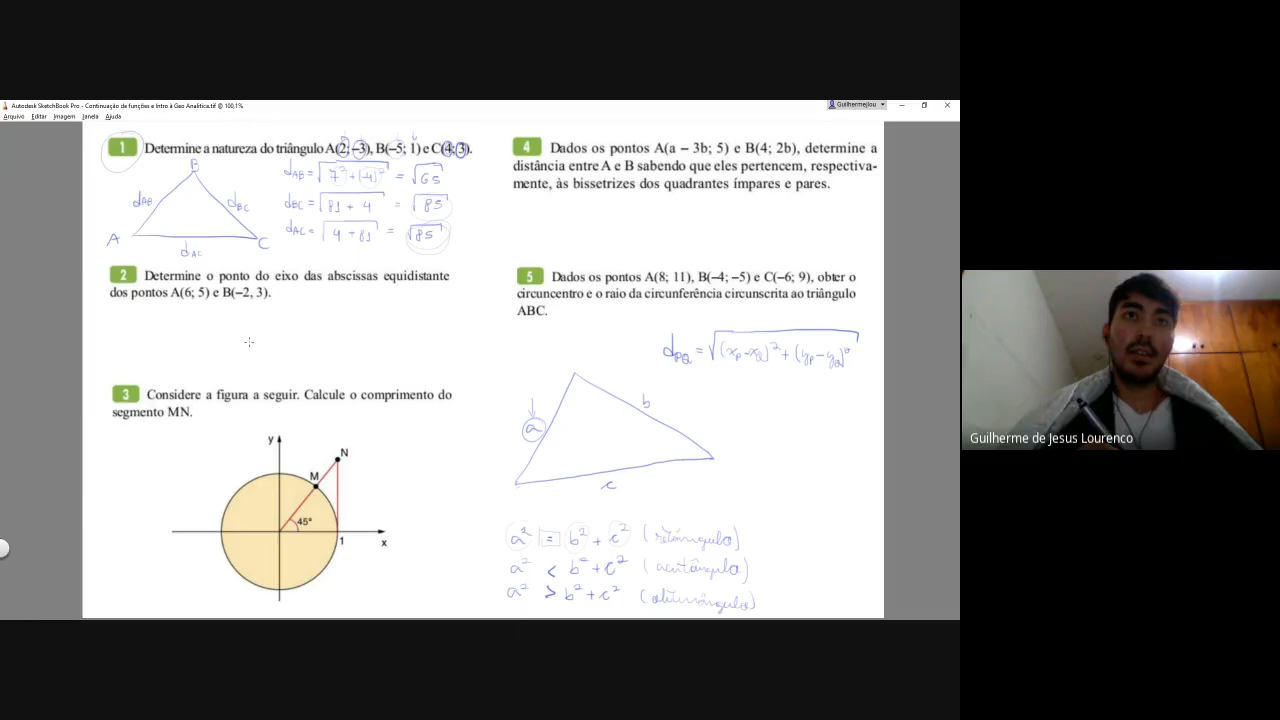 Autodesk SketchBook Pro - Continuação de funções e Intro à Geo Analítica.tif @ 100,1%
GuilhermeJlou
Arquivo Editar Imagem Janela Ajuda
1 Determine a natureza do triângulo A(2; –3), B(–5; 1) e C(4; 3).
B
dAB
dBC
A
C
dAC
dAB = √(7² + (-4)²) = √65
dBC = √(81 + 4) = √85
dAC = √(4 + 81) = √85
2 Determine o ponto do eixo das abscissas equidistante
dos pontos A(6; 5) e B(–2, 3).
3 Considere a figura a seguir. Calcule o comprimento do
segmento MN.
y
N
M
45°
1
x
4 Dados os pontos A(a – 3b; 5) e B(4; 2b), determine a
distância entre A e B sabendo que eles pertencem, respectiva-
mente, às bissetrizes dos quadrantes ímpares e pares.
5 Dados os pontos A(8; 11), B(–4; –5) e C(–6; 9), obter o
circuncentro e o raio da circunferência circunscrita ao triângulo
ABC.
dPQ = √((xP - xQ)² + (yP - yQ)²)
a
b
c
a² = b² + c² (retângulo)
a² < b² + c² (acutângulo)
a² > b² + c² (obtusângulo)
Guilherme de Jesus Lourenco